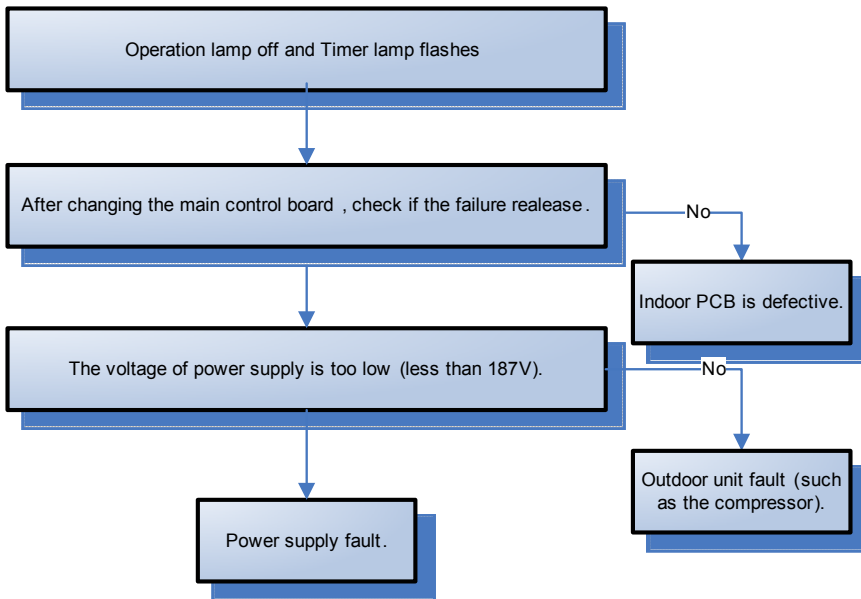 Operation lamp off and Timer lamp flashes
After changing the main control board , check if the failure realease.
No
Indoor PCB is defective.
The voltage of power supply is too low (less than 187V).
No
Outdoor unit fault (such
as the compressor).
Power supply fault.